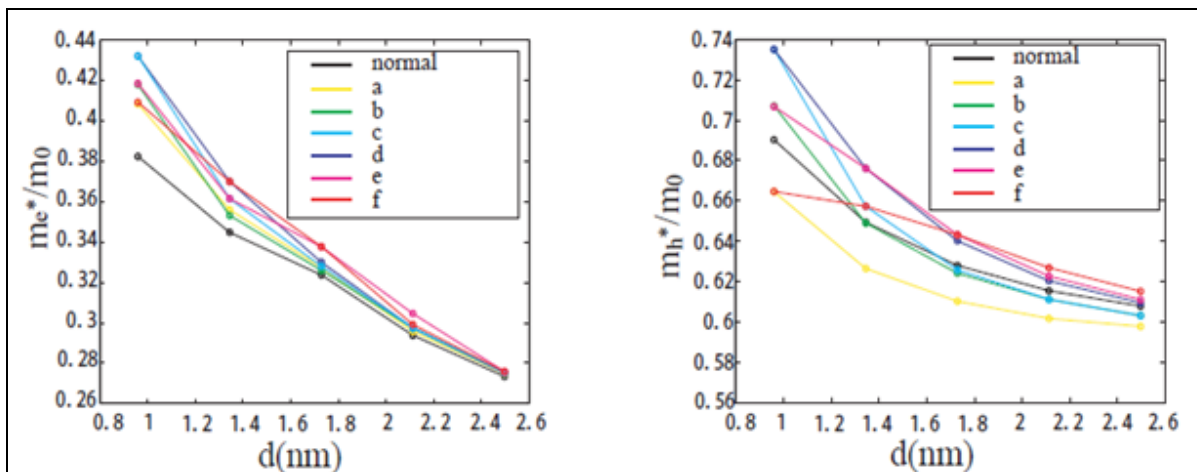 0.44
0.42
0.4
0.38
0.36
0.34
0.32
0.3
0.28
0.26
me*/m0
0.8 1 1.2 1.4 1.6 1.8 2 2.2 2.4 2.6
d(nm)
normal
a
b
c
d
e
f
0.74
0.72
0.7
0.68
0.66
0.64
0.62
0.6
0.58
0.56
mh*/m0
0.8 1 1.2 1.4 1.6 1.8 2 2.2 2.4 2.6
d(nm)
normal
a
b
c
d
e
f